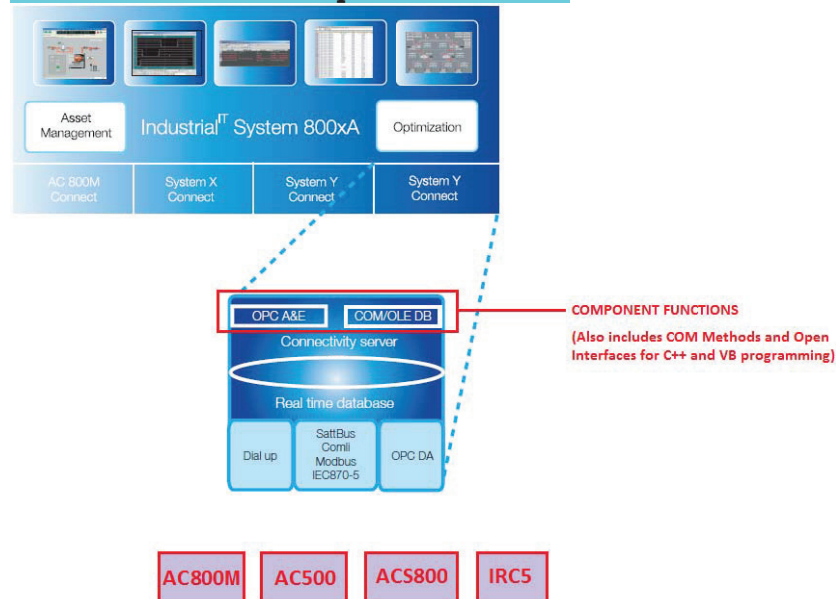 Asset
Management
Industrial IT System 800xA
Optimization
AC 800M
Connect
System X
Connect
System Y
Connect
System Y
Connect
OPC A&E
COM/OLE DB
Connectivity server
Real time database
Dial up
SattBus
Comli
Modbus
IEC870-5
OPC DA
COMPONENT FUNCTIONS
(Also includes COM Methods and Open
Interfaces for C++ and VB programming)
AC800M
AC500
ACS800
IRC5